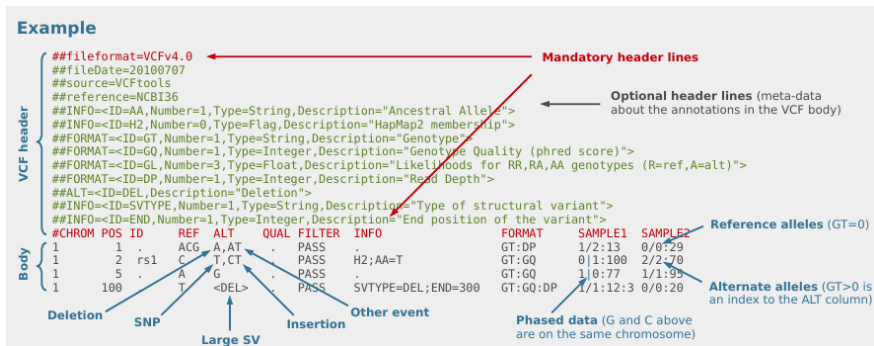 Example
##fileformat=VCFv4.0
Mandatory header lines
##fileDate=20100707
##source=VCFtools
##reference=NCBI36
Optional header lines (meta-data
about the annotations in the VCF body)
##INFO=<ID=AA,Number=1,Type=String,Description="Ancestral Allele">
##INFO=<ID=H2,Number=0,Type=Flag,Description="HapMap2 membership">
##FORMAT=<ID=GT,Number=1,Type=String,Description="Genotype">
##FORMAT=<ID=GQ,Number=1,Type=Integer,Description="Genotype Quality (phred score)">
##FORMAT=<ID=GL,Number=3,Type=Float,Description="Likelihoods for RR,RA,AA genotypes (R=ref,A=alt)">
##FORMAT=<ID=DP,Number=1,Type=Integer,Description="Read Depth">
##ALT=<ID=DEL,Description="Deletion">
##INFO=<ID=SVTYPE,Number=1,Type=String,Description="Type of structural variant">
##INFO=<ID=END,Number=1,Type=Integer,Description="End position of the variant">
VCF header
#CHROM POS ID REF ALT QUAL FILTER INFO FORMAT SAMPLE1 SAMPLE2
1 1 . ACG A,AT . PASS . GT:DP 1/2:13 0/0:29
1 2 rs1 C T,CT . PASS H2;AA=T GT:GQ 0|1:100 2/2:70
1 5 . A G . PASS . GT:GQ 1|0:77 1/1:95
1 100 T <DEL> . PASS SVTYPE=DEL;END=300 GT:GQ:DP 1/1:12:3 0/0:20
Body
Reference alleles (GT=0)
Alternate alleles (GT>0 is
an index to the ALT column)
Deletion
SNP
Large SV
Insertion
Other event
Phased data (G and C above
are on the same chromosome)